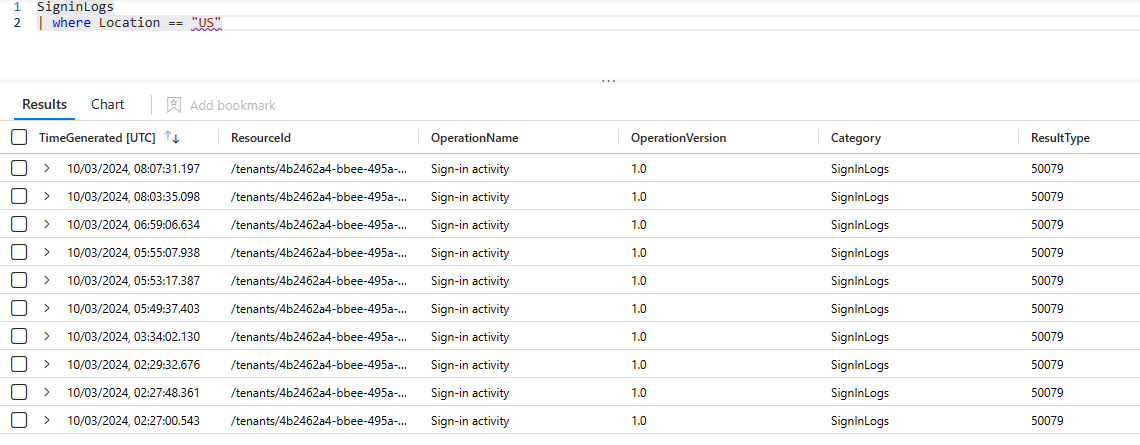 1 SigninLogs
2 | where Location == "US"
Results Chart Add bookmark
TimeGenerated [UTC] ResourceId OperationName OperationVersion Category ResultType
10/03/2024, 08:07:31.197 /tenants/4b2462a4-bbee-495a-... Sign-in activity 1.0 SignInLogs 50079
10/03/2024, 08:03:35.098 /tenants/4b2462a4-bbee-495a-... Sign-in activity 1.0 SignInLogs 50079
10/03/2024, 06:59:06.634 /tenants/4b2462a4-bbee-495a-... Sign-in activity 1.0 SignInLogs 50079
10/03/2024, 05:55:07.938 /tenants/4b2462a4-bbee-495a-... Sign-in activity 1.0 SignInLogs 50079
10/03/2024, 05:53:17.387 /tenants/4b2462a4-bbee-495a-... Sign-in activity 1.0 SignInLogs 50079
10/03/2024, 05:49:37.403 /tenants/4b2462a4-bbee-495a-... Sign-in activity 1.0 SignInLogs 50079
10/03/2024, 03:34:02.130 /tenants/4b2462a4-bbee-495a-... Sign-in activity 1.0 SignInLogs 50079
10/03/2024, 02:29:32.676 /tenants/4b2462a4-bbee-495a-... Sign-in activity 1.0 SignInLogs 50079
10/03/2024, 02:27:48.361 /tenants/4b2462a4-bbee-495a-... Sign-in activity 1.0 SignInLogs 50079
10/03/2024, 02:27:00.543 /tenants/4b2462a4-bbee-495a-... Sign-in activity 1.0 SignInLogs 50079